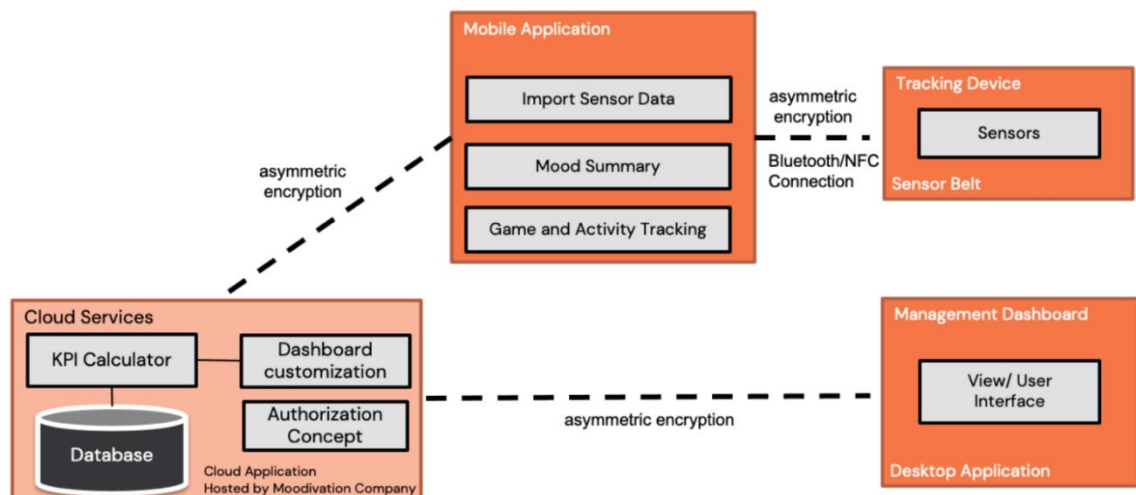 Mobile Application
Import Sensor Data
Mood Summary
Game and Activity Tracking
asymmetric
encryption
Bluetooth/NFC
Connection
Tracking Device
Sensors
Sensor Belt
asymmetric
encryption
Cloud Services
KPI Calculator
Dashboard
customization
Authorization
Concept
Database
Cloud Application
Hosted by Moodivation Company
asymmetric encryption
Management Dashboard
View/ User
Interface
Desktop Application